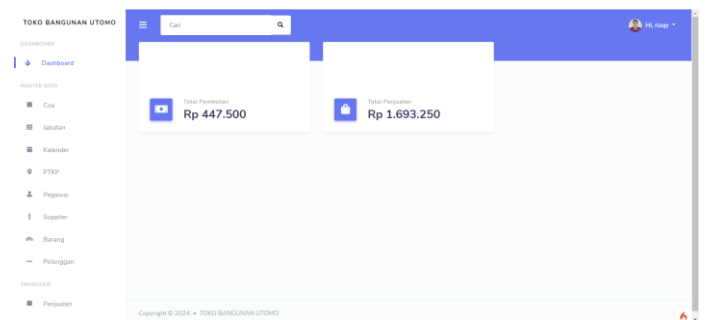 TOKO BANGUNAN UTOMO
Cari
Hi, rizqy
DASHBOARD
Dashboard
MASTER DATA
Coa
Jabatan
Kalender
PTKP
Pegawai
Supplier
Barang
Pelanggan
TRANSAKSI
Penjualan
Total Pembelian
Rp 447.500
Total Penjualan
Rp 1.693.250
Copyright © 2024 • TOKO BANGUNAN UTOMO